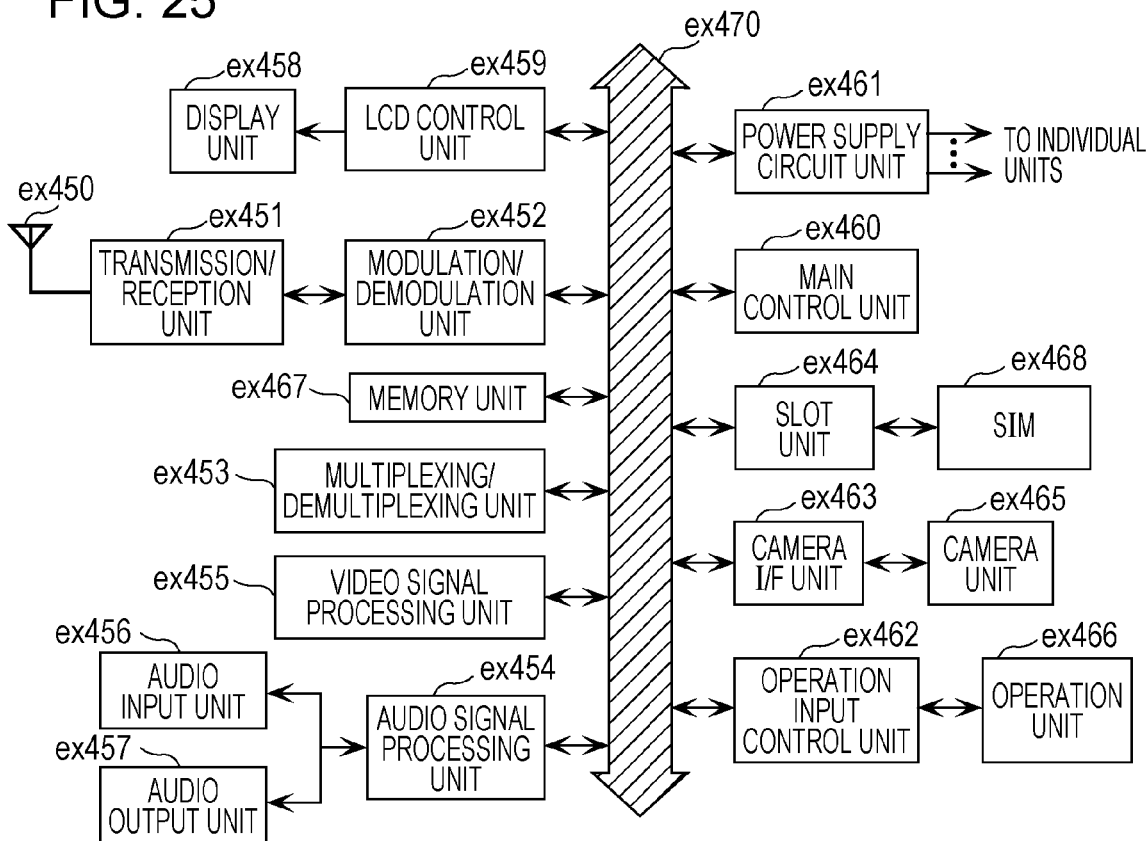 FIG. 25
ex470
ex458
DISPLAY
UNIT
ex459
LCD CONTROL
UNIT
ex461
POWER SUPPLY
CIRCUIT UNIT
TO INDIVIDUAL
UNITS
ex450
ex451
TRANSMISSION/
RECEPTION
UNIT
ex452
MODULATION/
DEMODULATION
UNIT
ex460
MAIN
CONTROL UNIT
ex467
MEMORY UNIT
ex464
SLOT
UNIT
ex468
SIM
ex453
MULTIPLEXING/
DEMULTIPLEXING UNIT
ex463
CAMERA
I/F UNIT
ex465
CAMERA
UNIT
ex455
VIDEO SIGNAL
PROCESSING UNIT
ex456
AUDIO
INPUT UNIT
ex454
AUDIO SIGNAL
PROCESSING
UNIT
ex462
OPERATION
INPUT
CONTROL UNIT
ex466
OPERATION
UNIT
ex457
AUDIO
OUTPUT UNIT